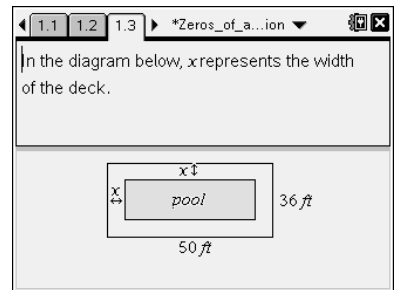 1.1 1.2 1.3 *Zeros_of_a...ion
In the diagram below, x represents the width
of the deck.
x
x
pool
36 ft
50 ft